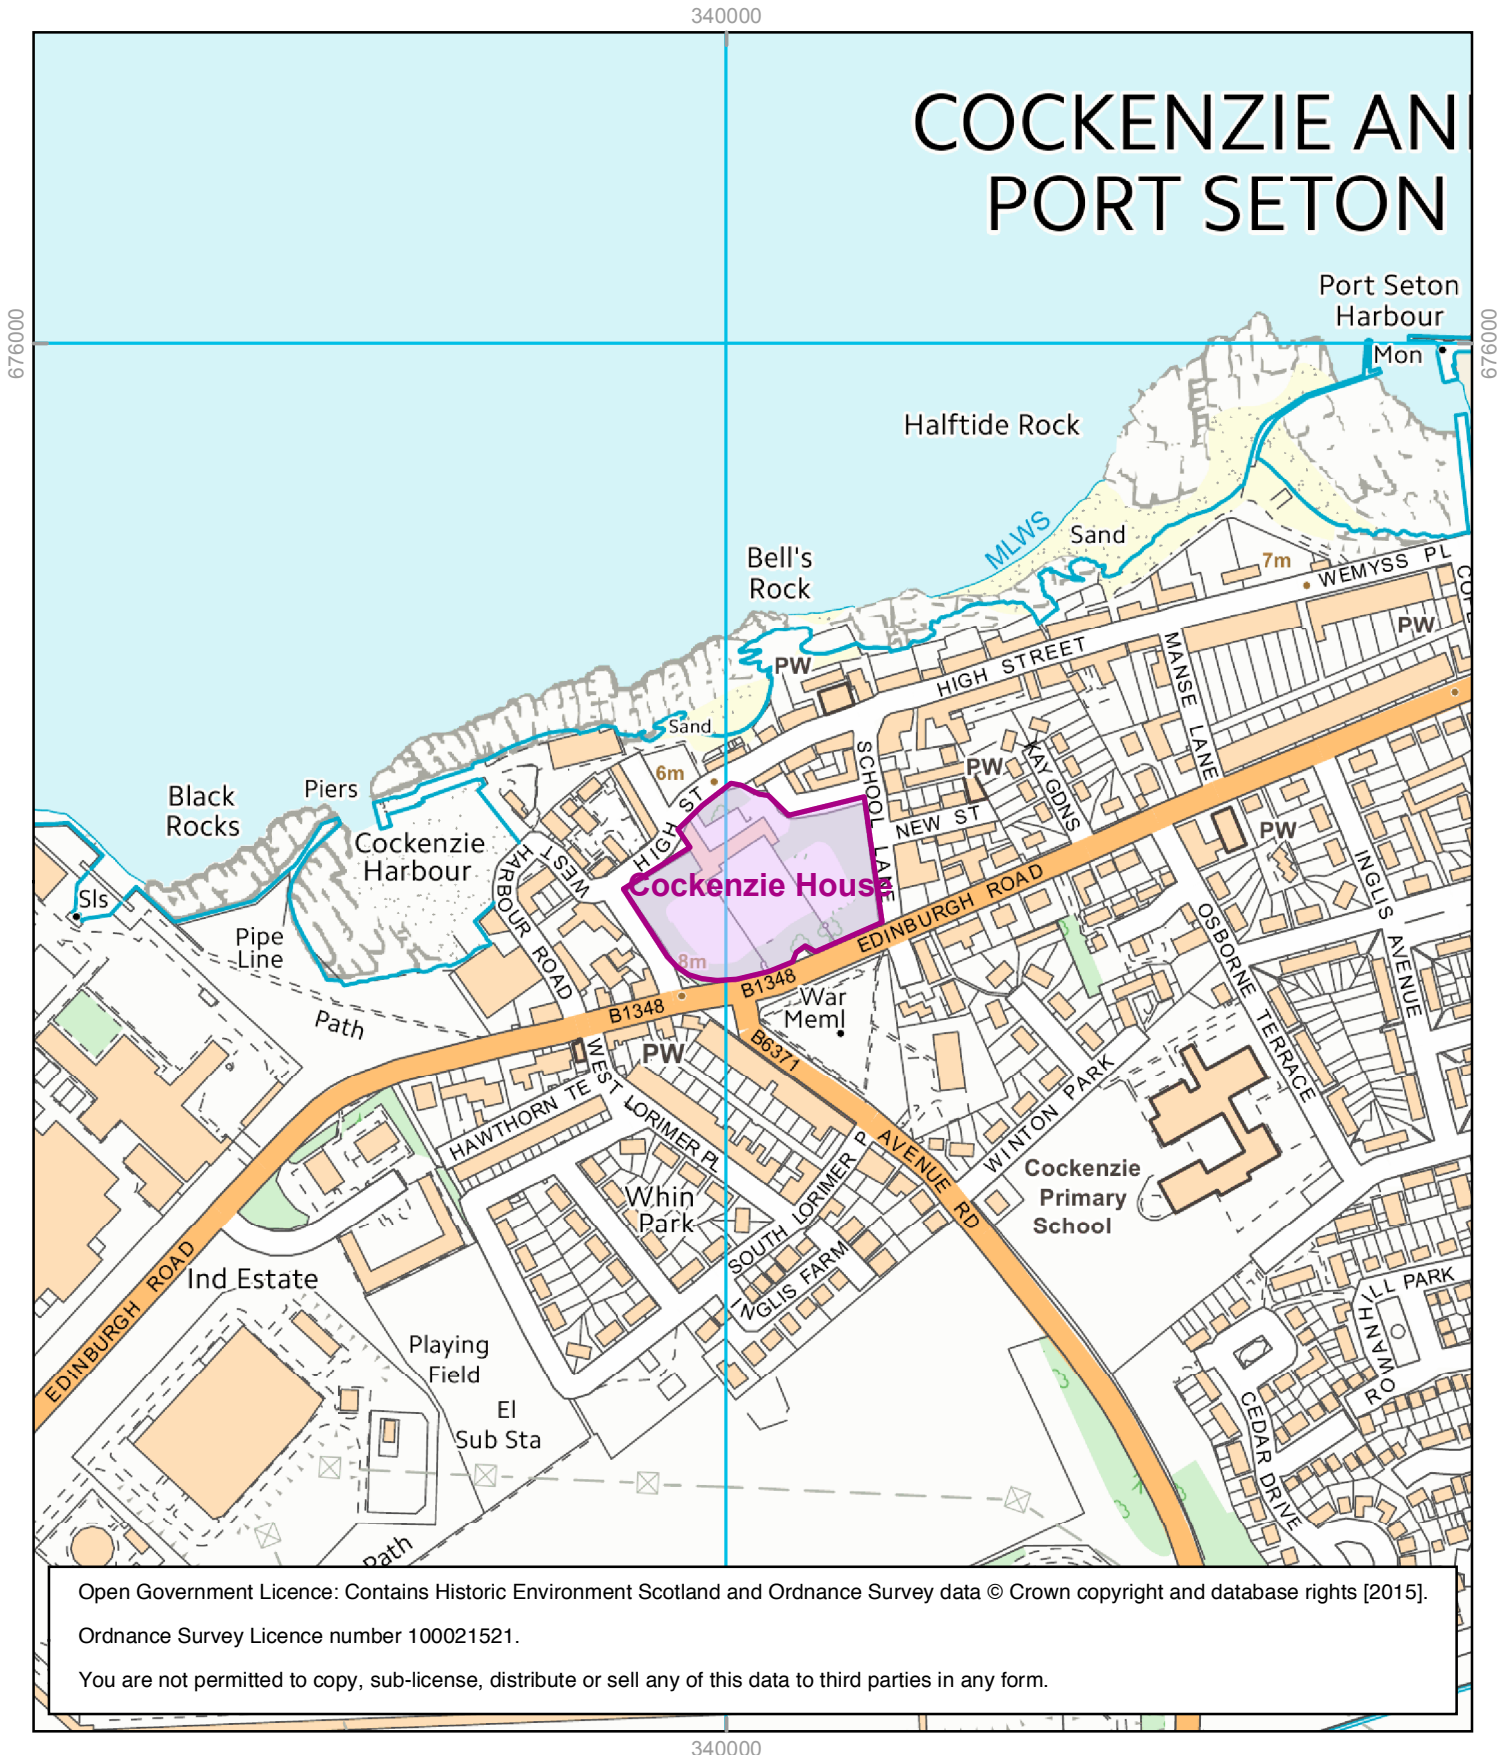 340000
COCKENZIE AN
PORT SETON
Port Seton
Harbour
676000
676000
Mon
Halftide Rock
MLWS
Sand
Bell's
Rock
7m
WEMYSS PL
PW
PW
HIGH STREET
MANSE LANE
Sand
6m
SCHOOL LANE
PW
KAY GDNS
Piers
Black
Rocks
HIGH ST
NEW ST
PW
Cockenzie
Harbour
WEST
HARBOUR ROAD
Cockenzie House
EDINBURGH ROAD
INGLIS AVENUE
OSBORNE TERRACE
Sls
Pipe
Line
8m
B1348
B1348
War
Meml
Path
B6371
PW
WEST LORIMER PL
HAWTHORN TE
WINTON PARK
AVENUE RD
Cockenzie
Primary
School
Whin
Park
SOUTH LORIMER P
INGLIS FARM
EDINBURGH ROAD
Ind Estate
ROWANHILL PARK
Playing
Field
El
Sub Sta
CEDAR DRIVE
Path
Open Government Licence: Contains Historic Environment Scotland and Ordnance Survey data © Crown copyright and database rights [2015].
Ordnance Survey Licence number 100021521.
You are not permitted to copy, sub-license, distribute or sell any of this data to third parties in any form.
340000